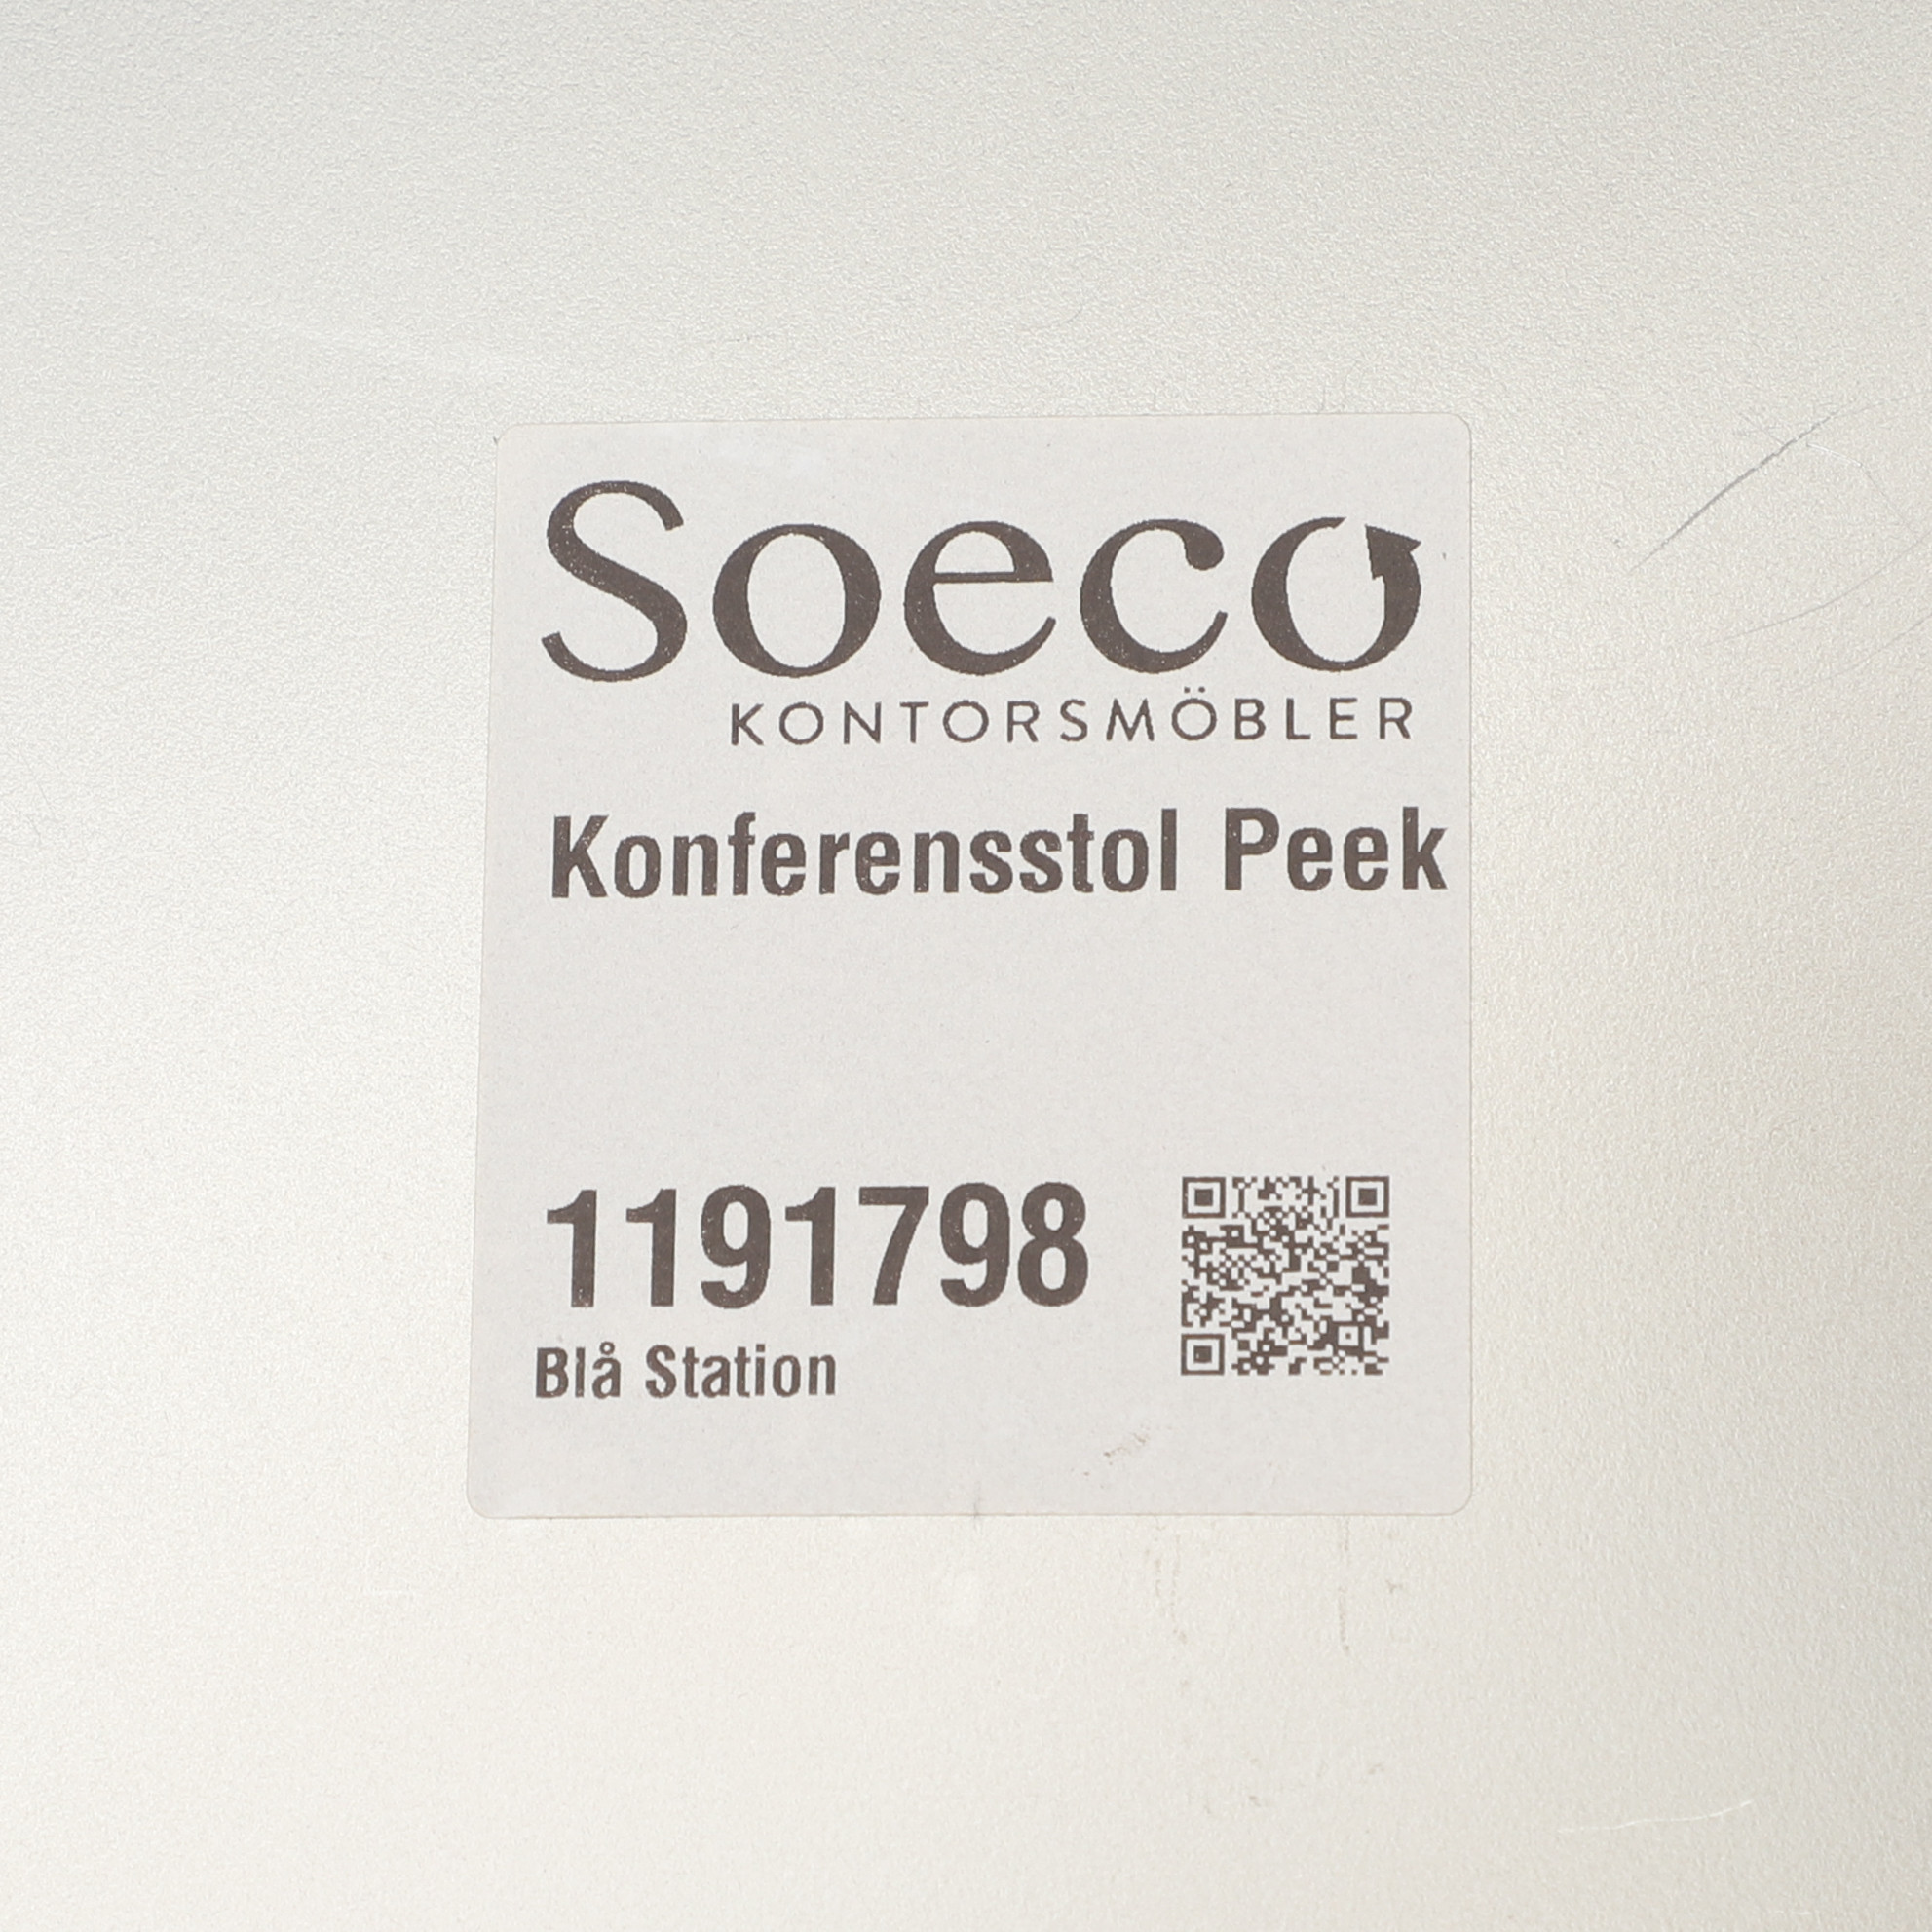 Soeco
KONTORSMÖBLER
Konferensstol Peek
1191798
Blå Station